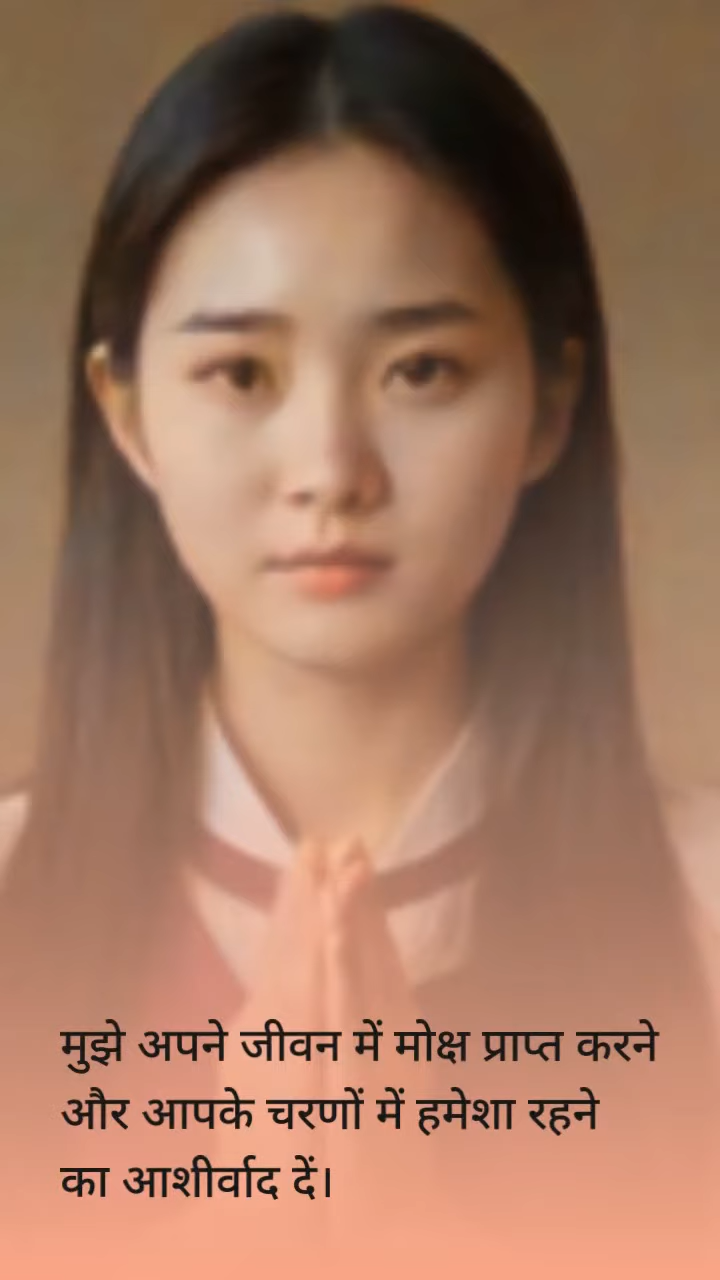 मुझे अपने जीवन में मोक्ष प्राप्त करने
और आपके चरणों में हमेशा रहने
का आशीर्वाद दें।